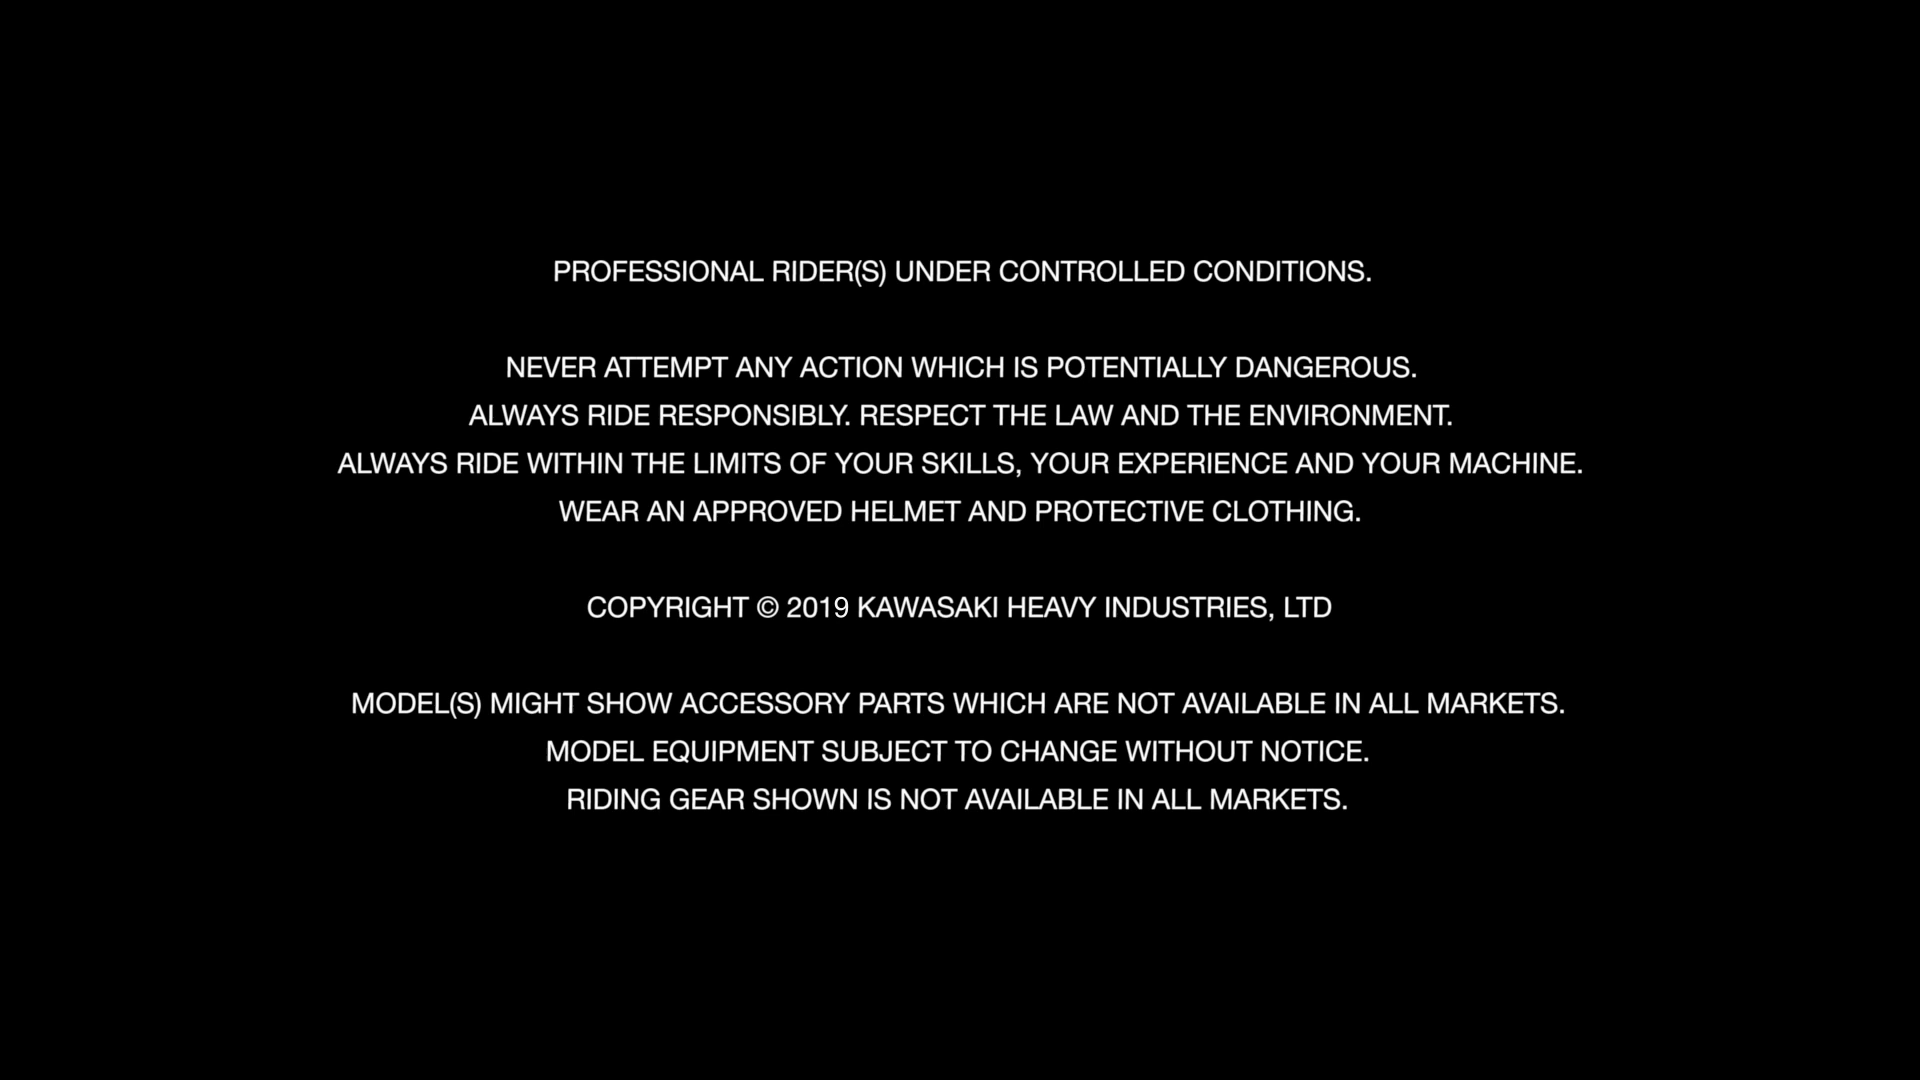 PROFESSIONAL RIDER(S) UNDER CONTROLLED CONDITIONS.
NEVER ATTEMPT ANY ACTION WHICH IS POTENTIALLY DANGEROUS.
ALWAYS RIDE RESPONSIBLY. RESPECT THE LAW AND THE ENVIRONMENT.
ALWAYS RIDE WITHIN THE LIMITS OF YOUR SKILLS, YOUR EXPERIENCE AND YOUR MACHINE.
WEAR AN APPROVED HELMET AND PROTECTIVE CLOTHING.
COPYRIGHT © 2019 KAWASAKI HEAVY INDUSTRIES, LTD
MODEL(S) MIGHT SHOW ACCESSORY PARTS WHICH ARE NOT AVAILABLE IN ALL MARKETS.
MODEL EQUIPMENT SUBJECT TO CHANGE WITHOUT NOTICE.
RIDING GEAR SHOWN IS NOT AVAILABLE IN ALL MARKETS.